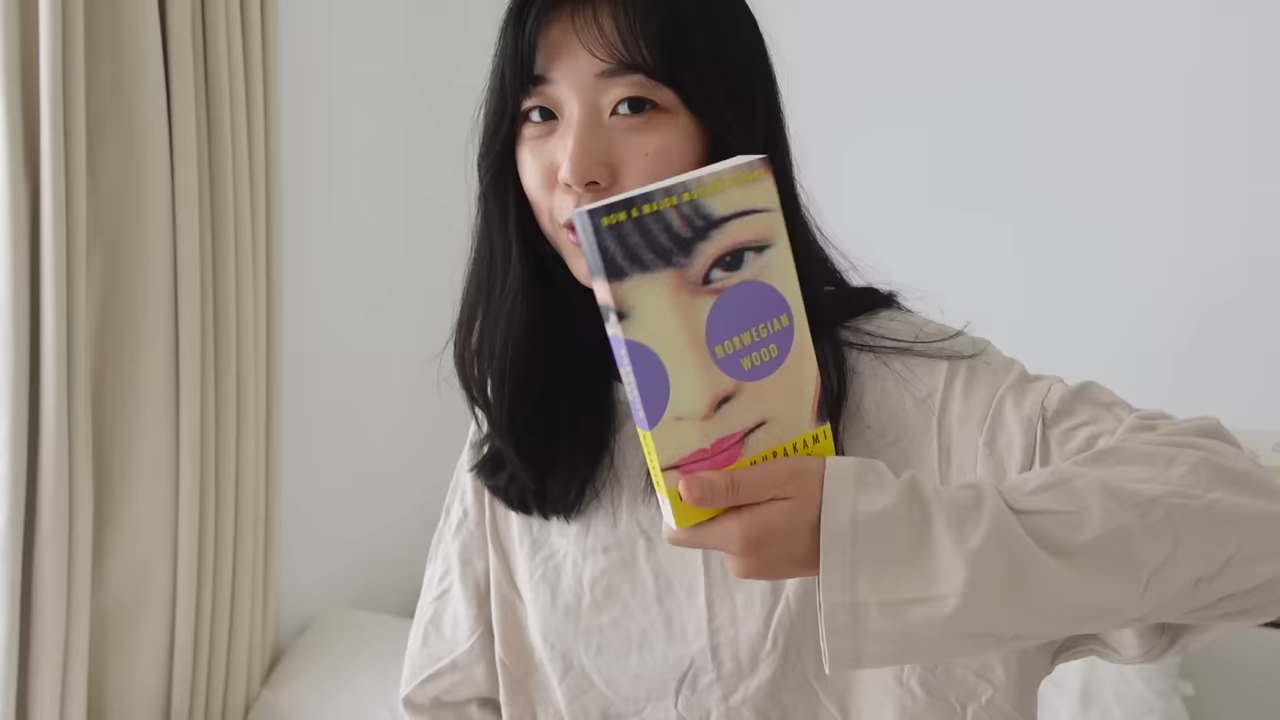 NOW A MAJOR MOTION PICTURE
NORWEGIAN
WOOD
MURAKAMI